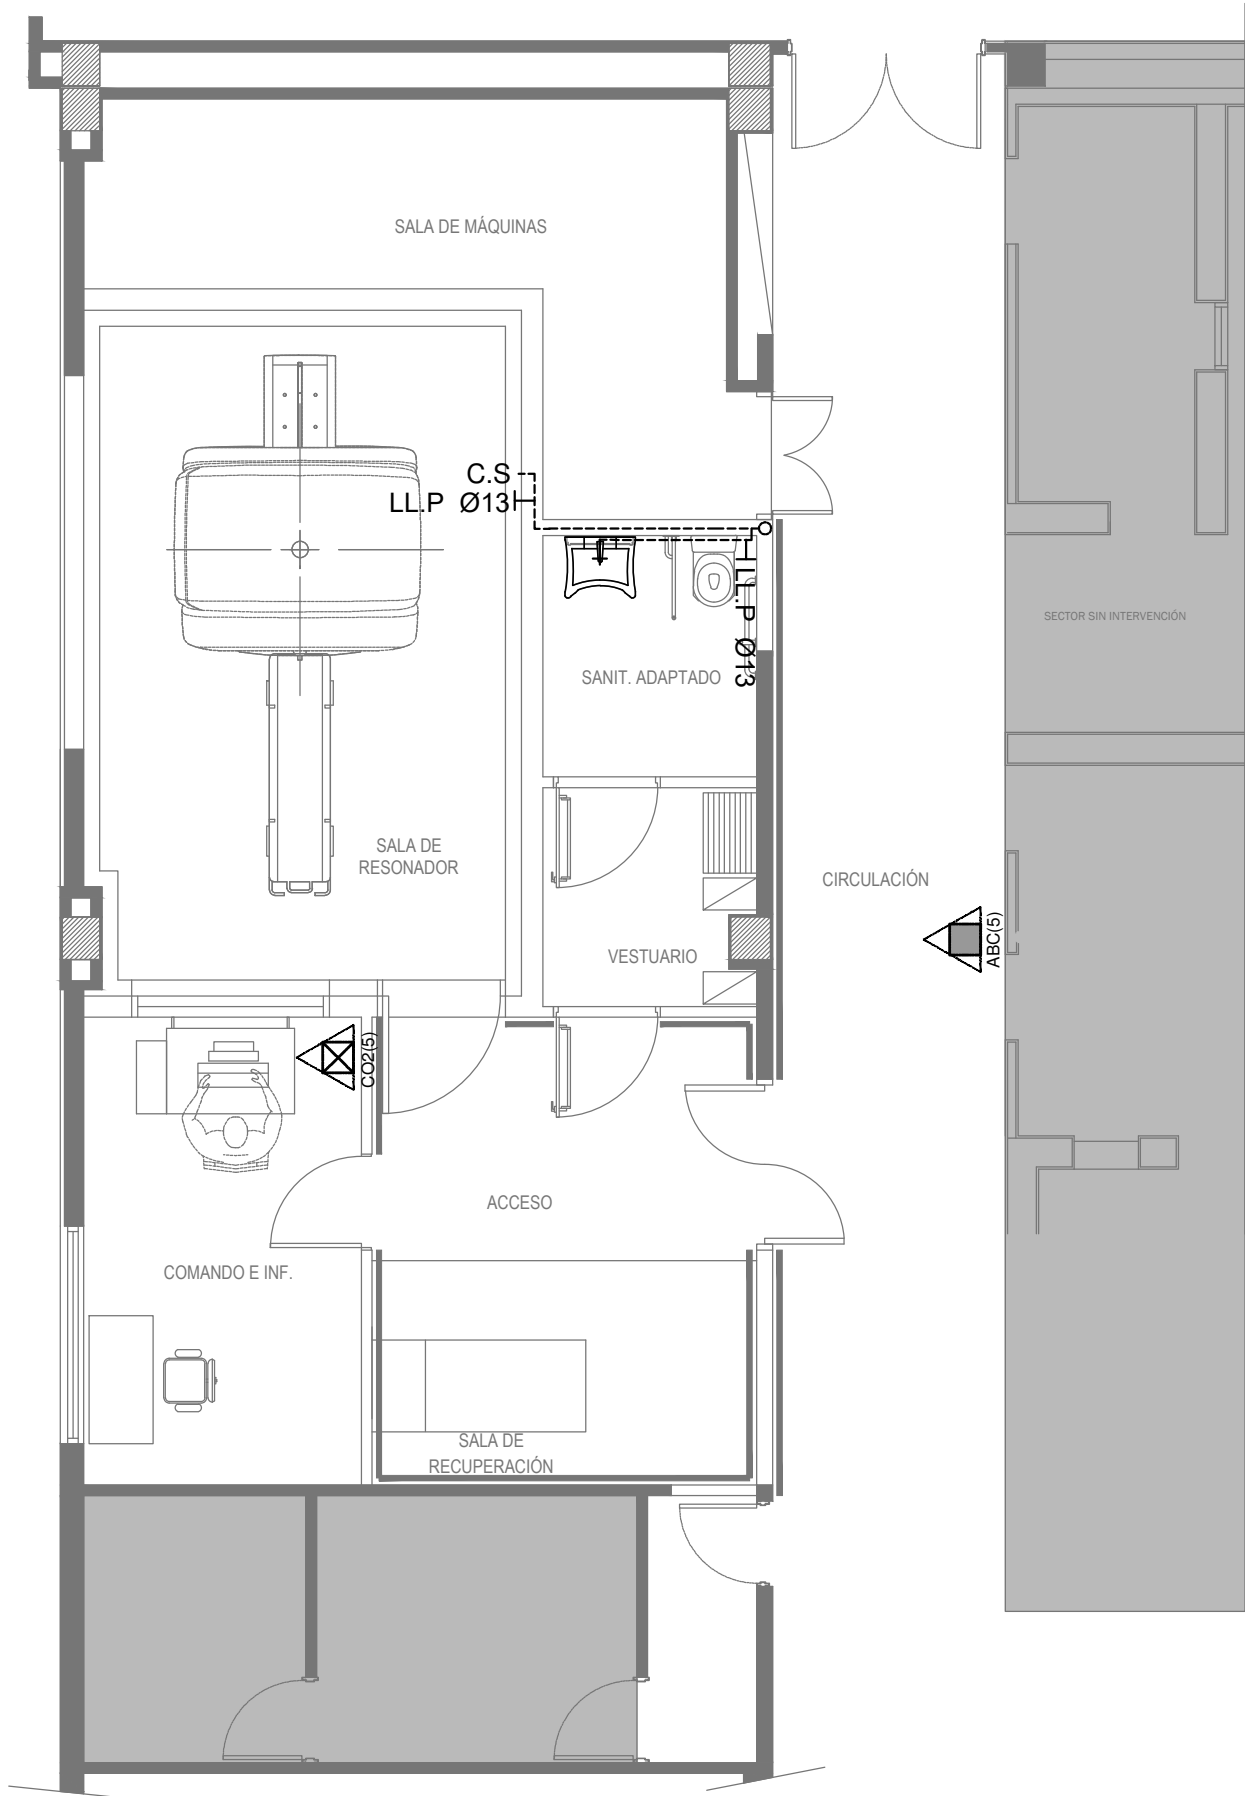 SALA DE MÁQUINAS
C.S
LL.P Ø13
LL.P Ø13
SECTOR SIN INTERVENCIÓN
SANIT. ADAPTADO
SALA DE
RESONADOR
CIRCULACIÓN
ABC(5)
VESTUARIO
CO2(5)
ACCESO
COMANDO E INF.
SALA DE
RECUPERACIÓN